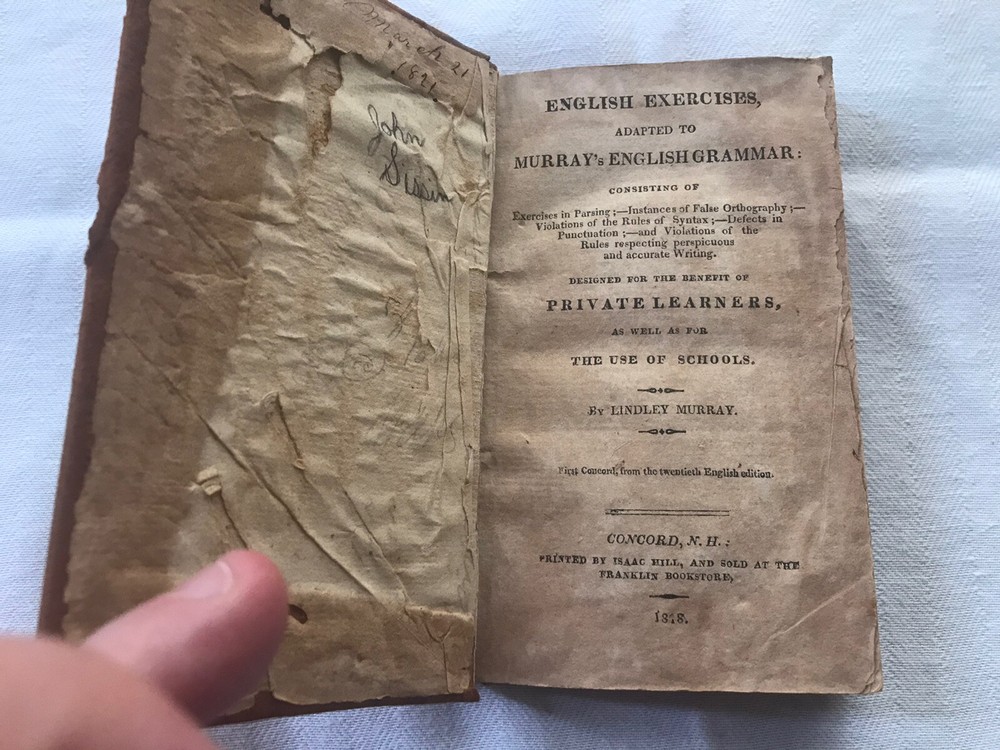 March 21
1821
John
Sissin
ENGLISH EXERCISES,
ADAPTED TO
MURRAY's ENGLISH GRAMMAR:
CONSISTING OF
Exercises in Parsing;—Instances of False Orthography;—
Violations of the Rules of Syntax;—Defects in
Punctuation;—and Violations of the
Rules respecting perspicuous
and accurate Writing.
DESIGNED FOR THE BENEFIT OF
PRIVATE LEARNERS,
AS WELL AS FOR
THE USE OF SCHOOLS.
By LINDLEY MURRAY.
First Concord, from the twentieth English edition.
CONCORD, N. H.:
PRINTED BY ISAAC HILL, AND SOLD AT THE
FRANKLIN BOOKSTORE,
1818.